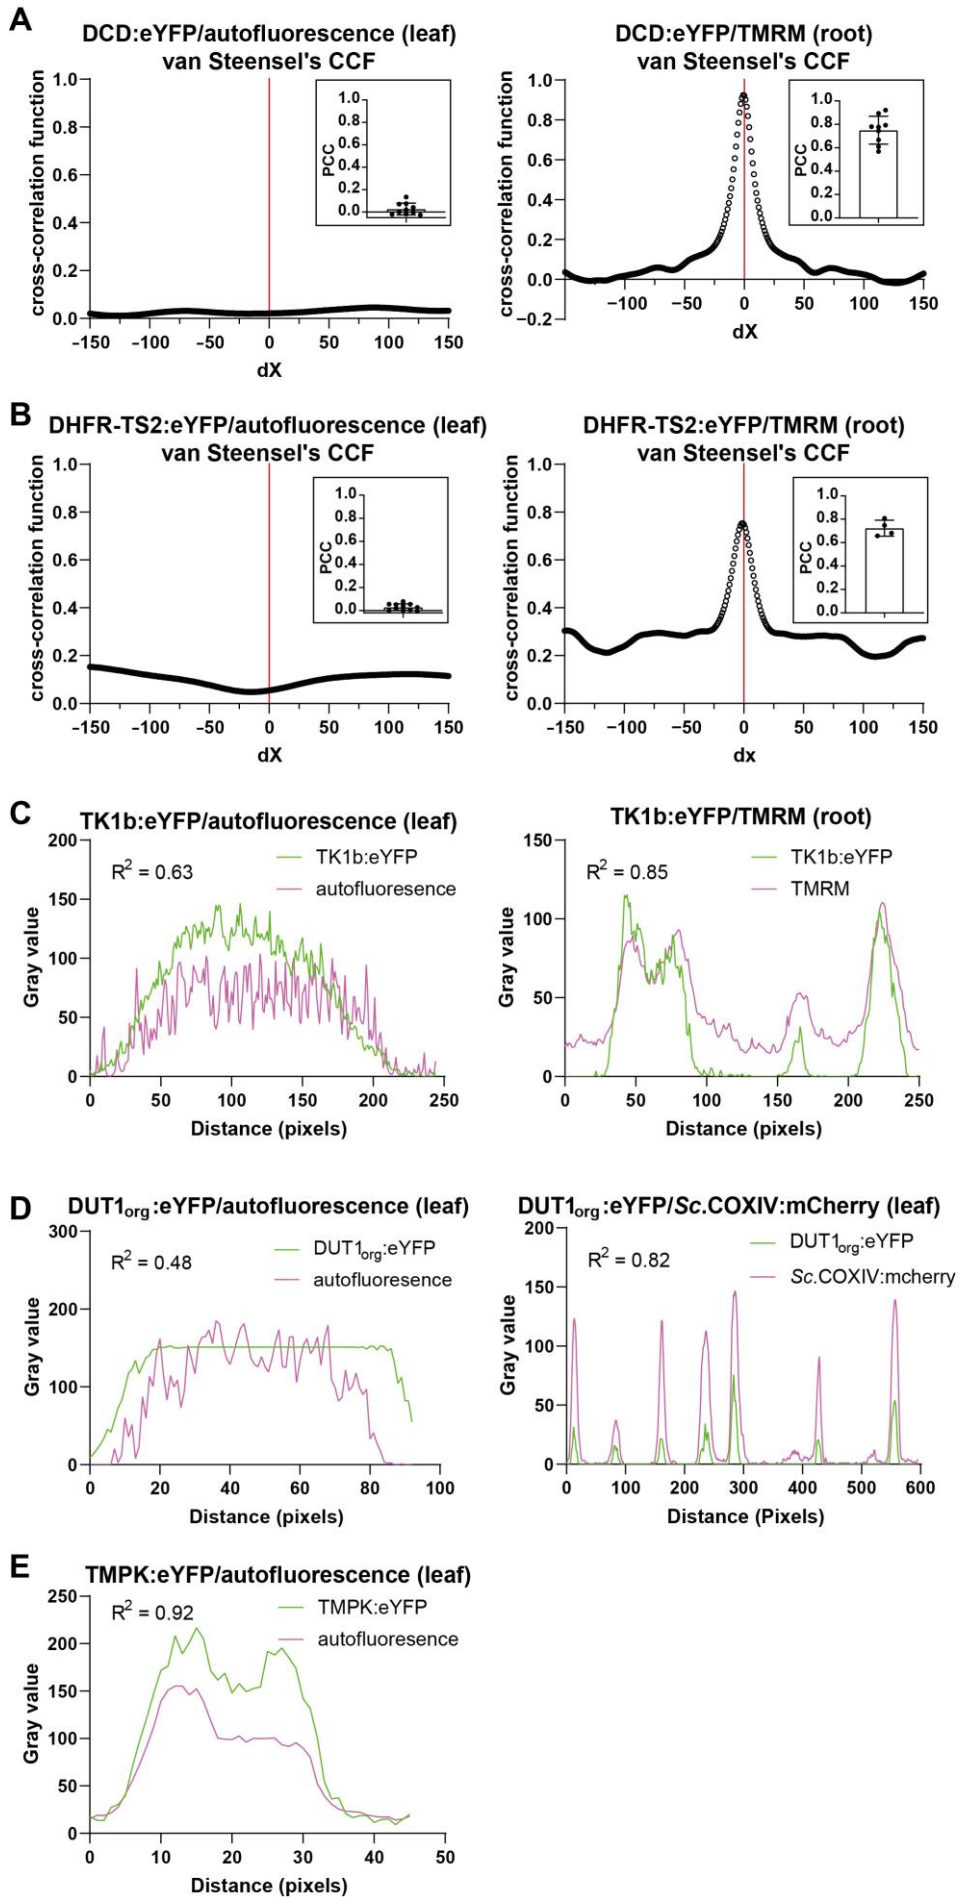 A
DCD:eYFP/autofluorescence (leaf)
van Steensel's CCF
cross-correlation function
1.0
0.8
0.6
0.4
0.2
0.0
-150
-100
-50
0
50
100
150
dX
PCC
1.0
0.8
0.6
0.4
0.2
0.0
DCD:eYFP/TMRM (root)
van Steensel's CCF
cross-correlation function
1.0
0.8
0.6
0.4
0.2
0.0
-0.2
-100
-50
0
50
100
150
dX
PCC
1.0
0.8
0.6
0.4
0.2
0.0
B
DHFR-TS2:eYFP/autofluorescence (leaf)
van Steensel's CCF
cross-correlation function
1.0
0.8
0.6
0.4
0.2
0.0
-150
-100
-50
0
50
100
150
dX
PCC
1.0
0.8
0.6
0.4
0.2
0.0
DHFR-TS2:eYFP/TMRM (root)
van Steensel's CCF
cross-correlation function
1.0
0.8
0.6
0.4
0.2
0.0
-150
-100
-50
0
50
100
150
dx
PCC
1.0
0.8
0.6
0.4
0.2
0.0
C
TK1b:eYFP/autofluorescence (leaf)
R² = 0.63
TK1b:eYFP
autofluoresence
Gray value
200
150
100
50
0
0
50
100
150
200
250
Distance (pixels)
TK1b:eYFP/TMRM (root)
R² = 0.85
TK1b:eYFP
TMRM
Gray value
150
100
50
0
0
50
100
150
200
250
Distance (pixels)
D
DUT1org:eYFP/autofluorescence (leaf)
R² = 0.48
DUT1org:eYFP
autofluoresence
Gray value
300
200
100
0
0
20
40
60
80
100
Distance (pixels)
DUT1org:eYFP/Sc.COXIV:mCherry (leaf)
R² = 0.82
DUT1org:eYFP
Sc.COXIV:mcherry
Gray value
200
150
100
50
0
0
100
200
300
400
500
600
Distance (Pixels)
E
TMPK:eYFP/autofluorescence (leaf)
R² = 0.92
TMPK:eYFP
autofluoresence
Gray value
250
200
150
100
50
0
0
10
20
30
40
50
Distance (pixels)